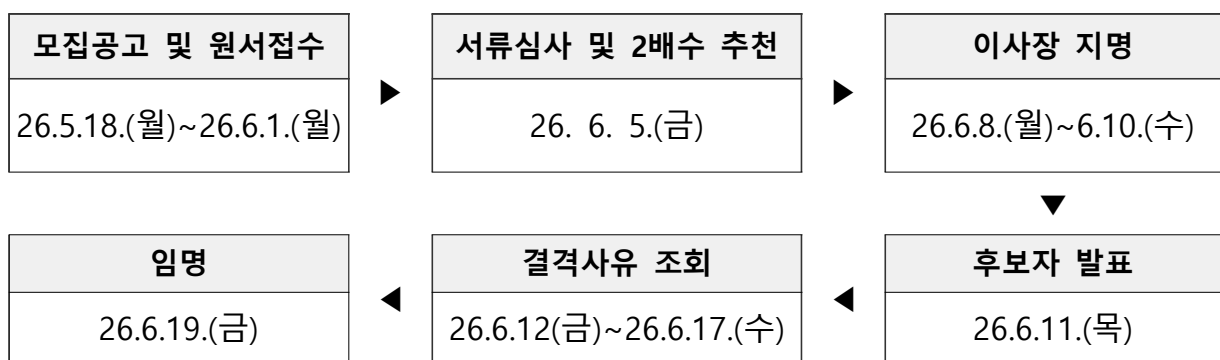 모집공고 및 원서접수
26.5.18.(월)~26.6.1.(월)
▶
서류심사 및 2배수 추천
26. 6. 5.(금)
▶
이사장 지명
26.6.8.(월)~6.10.(수)
▼
후보자 발표
26.6.11.(목)
◀
결격사유 조회
26.6.12(금)~26.6.17.(수)
◀
임명
26.6.19.(금)